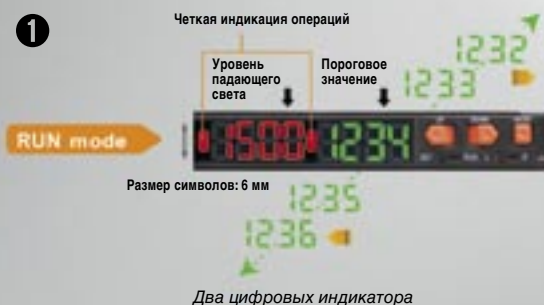 1
Четкая индикация операций
Уровень
падающего
света
Пороговое
значение
1232
1233
RUN mode
1500 1234
Размер символов: 6 мм
1235
1236
Два цифровых индикатора